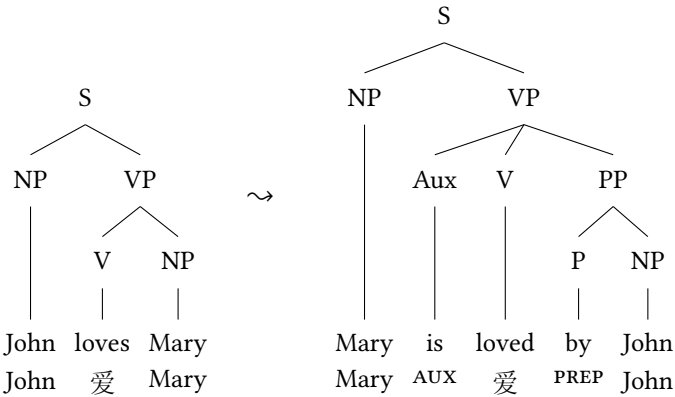 S
NP VP
Aux V PP
P NP
Mary is loved by John
Mary AUX 爱 PREP John
S
NP VP
V NP
John loves Mary
John 爱 Mary
⇝